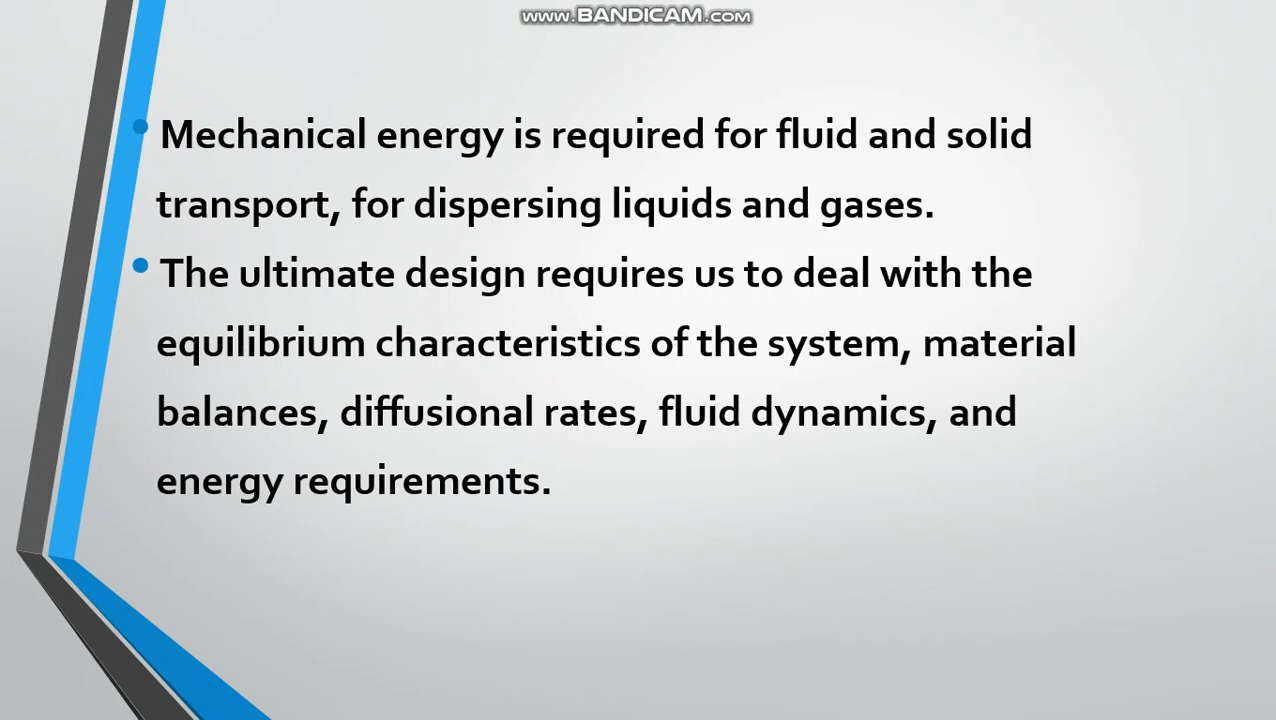 www.BANDICAM.com
• Mechanical energy is required for fluid and solid
transport, for dispersing liquids and gases.
• The ultimate design requires us to deal with the
equilibrium characteristics of the system, material
balances, diffusional rates, fluid dynamics, and
energy requirements.